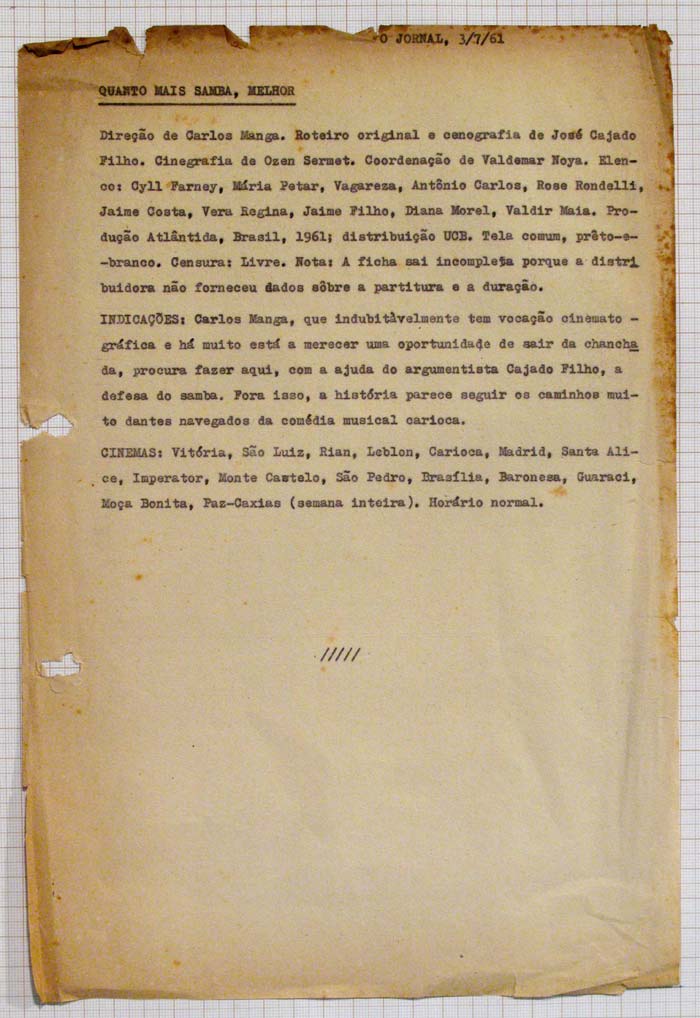 O JORNAL, 3/7/61
QUANTO MAIS SAMBA, MELHOR
Direção de Carlos Manga. Roteiro original e cenografia de José Cajado
Filho. Cinegrafia de Ozen Sermet. Coordenação de Valdemar Noya. Elen-
co: Cyll Farney, Mária Petar, Vagareza, Antônio Carlos, Rose Rondelli,
Jaime Costa, Vera Regina, Jaime Filho, Diana Morel, Valdir Maia. Pro-
dução Atlântida, Brasil, 1961; distribuição UCB. Tela comum, prêto-e-
-branco. Censura: Livre. Nota: A ficha sai incompleta porque a distri
buidora não forneceu dados sôbre a partitura e a duração.
INDICAÇÕES: Carlos Manga, que indubitàvelmente tem vocação cinemato -
gráfica e há muito está a merecer uma oportunidade de sair da chancha
da, procura fazer aqui, com a ajuda do argumentista Cajado Filho, a
defesa do samba. Fora isso, a história parece seguir os caminhos mui-
to dantes navegados da comédia musical carioca.
CINEMAS: Vitória, São Luiz, Rian, Leblon, Carioca, Madrid, Santa Ali-
ce, Imperator, Monte Castelo, São Pedro, Brasília, Baronesa, Guaraci,
Moça Bonita, Paz-Caxias (semana inteira). Horário normal.
/////